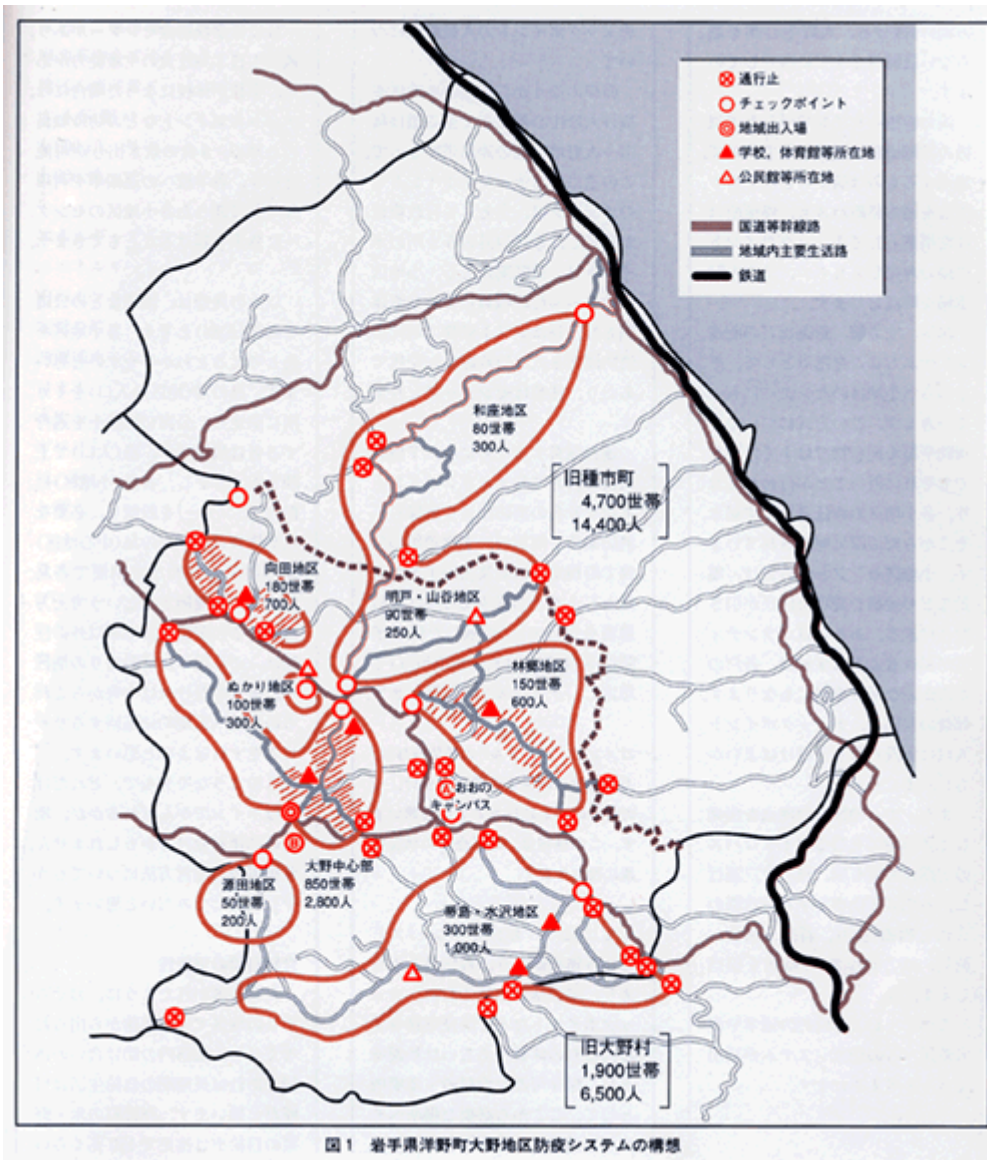 通行止
チェックポイント
地域出入場
学校，体育館等所在地
公民館等所在地
国道等幹線路
地域内主要生活路
鉄道
和座地区
80世帯
300人
旧種市町
4,700世帯
14,400人
向田地区
180世帯
700人
明戸・山谷地区
90世帯
250人
林郷地区
150世帯
600人
ぬかり地区
100世帯
300人
おおの
キャンパス
大野中心部
850世帯
2,800人
源田地区
50世帯
200人
帯島・水沢地区
300世帯
1,000人
旧大野村
1,900世帯
6,500人
図1 岩手県洋野町大野地区防疫システムの構想